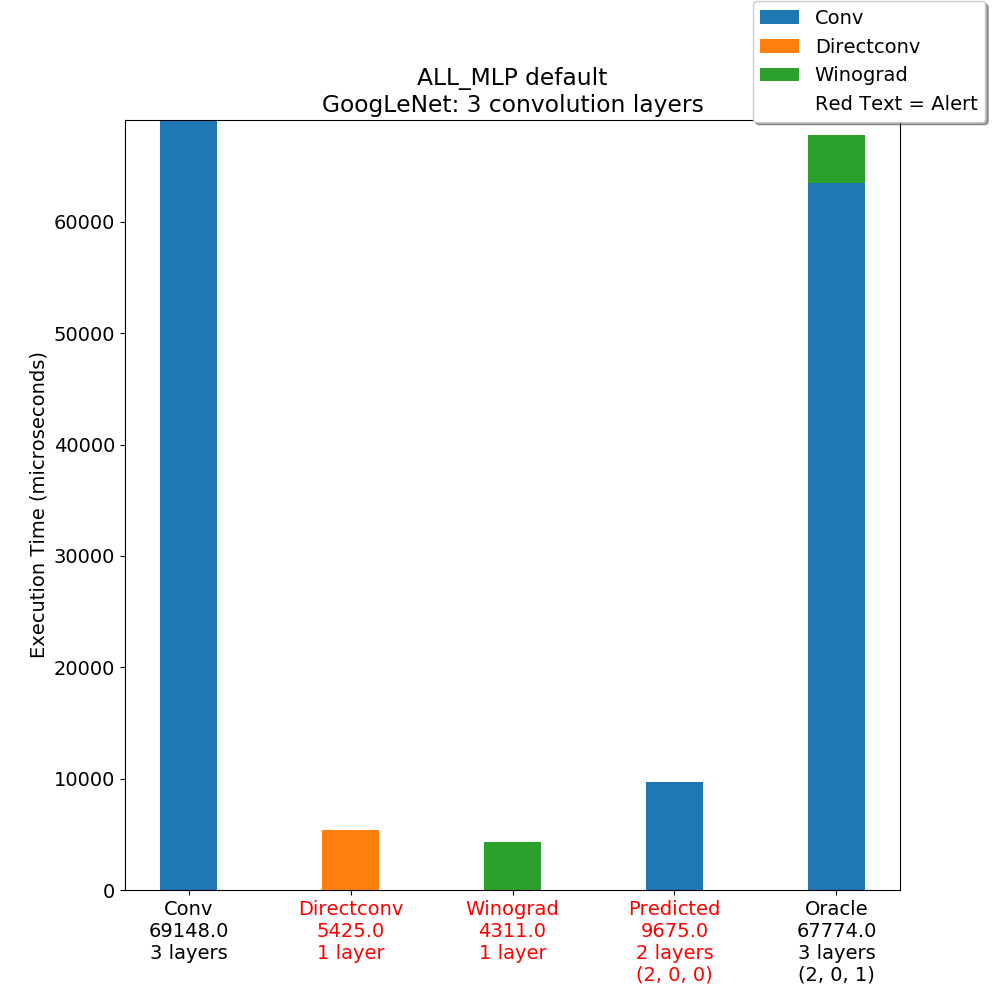 Conv
Directconv
Winograd
Red Text = Alert
ALL_MLP default
GoogLeNet: 3 convolution layers
Execution Time (microseconds)
60000
50000
40000
30000
20000
10000
0
Conv
69148.0
3 layers
Directconv
5425.0
1 layer
Winograd
4311.0
1 layer
Predicted
9675.0
2 layers
(2, 0, 0)
Oracle
67774.0
3 layers
(2, 0, 1)